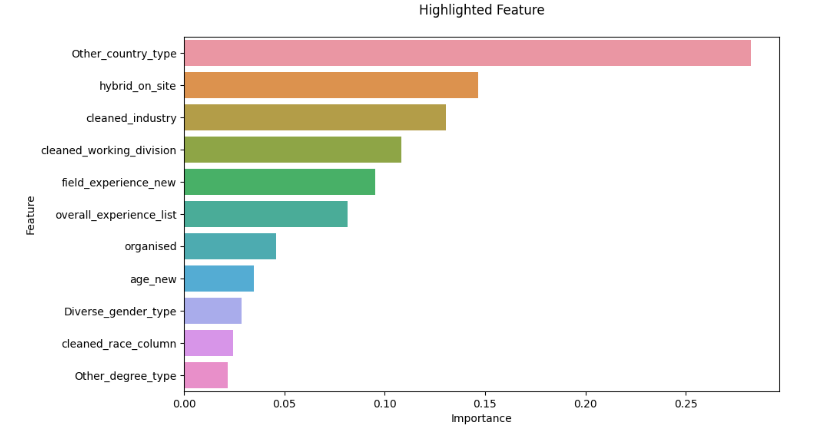 Highlighted Feature
Other_country_type
hybrid_on_site
cleaned_industry
cleaned_working_division
field_experience_new
overall_experience_list
organised
age_new
Diverse_gender_type
cleaned_race_column
Other_degree_type
Feature
0.00 0.05 0.10 0.15 0.20 0.25
Importance